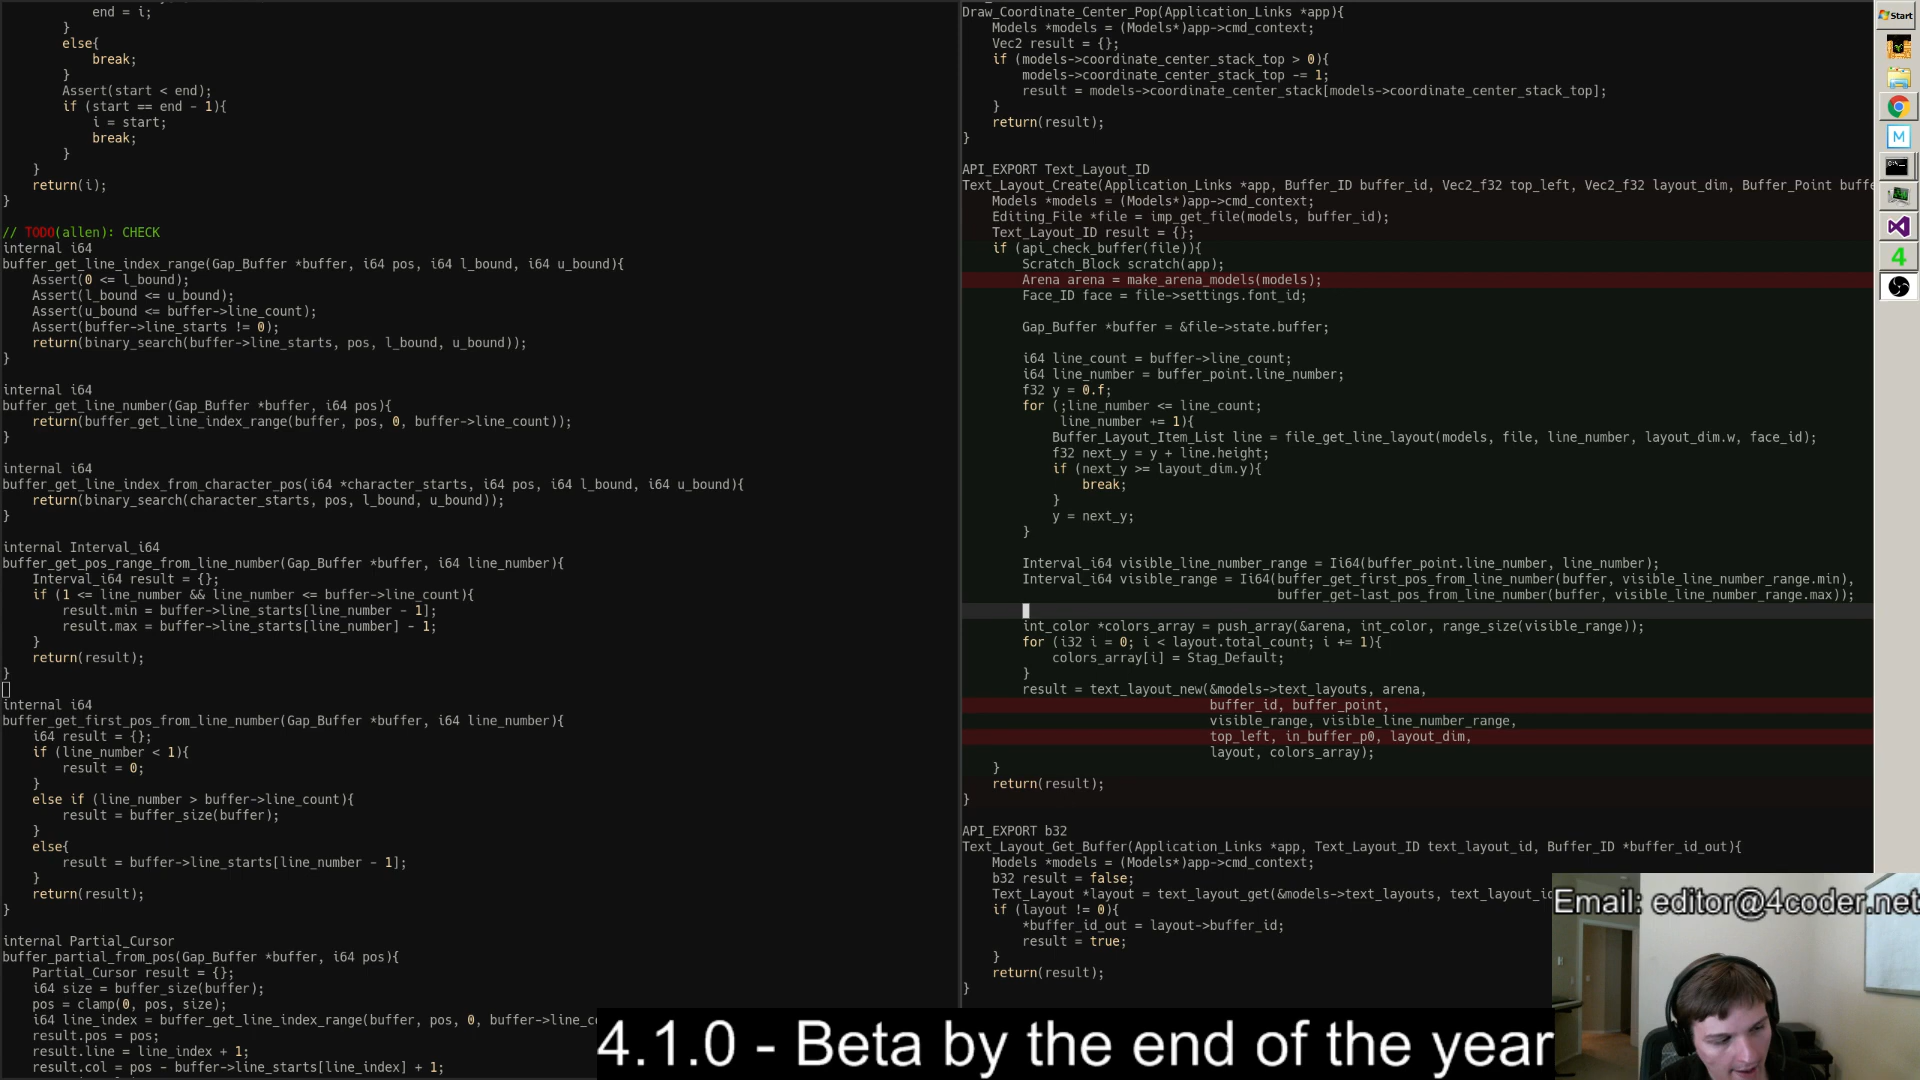 end = i;
}
else{
break;
}
Assert(start < end);
if (start == end - 1){
i = start;
break;
}
}
return(i);
}
// TODO(allen): CHECK
internal i64
buffer_get_line_index_range(Gap_Buffer *buffer, i64 pos, i64 l_bound, i64 u_bound){
Assert(0 <= l_bound);
Assert(l_bound <= u_bound);
Assert(u_bound <= buffer->line_count);
Assert(buffer->line_starts != 0);
return(binary_search(buffer->line_starts, pos, l_bound, u_bound));
}
internal i64
buffer_get_line_number(Gap_Buffer *buffer, i64 pos){
return(buffer_get_line_index_range(buffer, pos, 0, buffer->line_count));
}
internal i64
buffer_get_line_index_from_character_pos(i64 *character_starts, i64 pos, i64 l_bound, i64 u_bound){
return(binary_search(character_starts, pos, l_bound, u_bound));
}
internal Interval_i64
buffer_get_pos_range_from_line_number(Gap_Buffer *buffer, i64 line_number){
Interval_i64 result = {};
if (1 <= line_number && line_number <= buffer->line_count){
result.min = buffer->line_starts[line_number - 1];
result.max = buffer->line_starts[line_number] - 1;
}
return(result);
}
internal i64
buffer_get_first_pos_from_line_number(Gap_Buffer *buffer, i64 line_number){
i64 result = {};
if (line_number < 1){
result = 0;
}
else if (line_number > buffer->line_count){
result = buffer_size(buffer);
}
else{
result = buffer->line_starts[line_number - 1];
}
return(result);
}
internal Partial_Cursor
buffer_partial_from_pos(Gap_Buffer *buffer, i64 pos){
Partial_Cursor result = {};
i64 size = buffer_size(buffer);
pos = clamp(0, pos, size);
i64 line_index = buffer_get_line_index_range(buffer, pos, 0, buffer->line_c
result.pos = pos;
result.line = line_index + 1;
result.col = pos - buffer->line_starts[line_index] + 1;
Draw_Coordinate_Center_Pop(Application_Links *app){
Models *models = (Models*)app->cmd_context;
Vec2 result = {};
if (models->coordinate_center_stack_top > 0){
models->coordinate_center_stack_top -= 1;
result = models->coordinate_center_stack[models->coordinate_center_stack_top];
}
return(result);
}
API_EXPORT Text_Layout_ID
Text_Layout_Create(Application_Links *app, Buffer_ID buffer_id, Vec2_f32 top_left, Vec2_f32 layout_dim, Buffer_Point buffe
Models *models = (Models*)app->cmd_context;
Editing_File *file = imp_get_file(models, buffer_id);
Text_Layout_ID result = {};
if (api_check_buffer(file)){
Scratch_Block scratch(app);
Arena arena = make_arena_models(models);
Face_ID face = file->settings.font_id;
Gap_Buffer *buffer = &file->state.buffer;
i64 line_count = buffer->line_count;
i64 line_number = buffer_point.line_number;
f32 y = 0.f;
for (;line_number <= line_count;
line_number += 1){
Buffer_Layout_Item_List line = file_get_line_layout(models, file, line_number, layout_dim.w, face_id);
f32 next_y = y + line.height;
if (next_y >= layout_dim.y){
break;
}
y = next_y;
}
Interval_i64 visible_line_number_range = Ii64(buffer_point.line_number, line_number);
Interval_i64 visible_range = Ii64(buffer_get_first_pos_from_line_number(buffer, visible_line_number_range.min),
buffer_get-last_pos_from_line_number(buffer, visible_line_number_range.max));
int_color *colors_array = push_array(&arena, int_color, range_size(visible_range));
for (i32 i = 0; i < layout.total_count; i += 1){
colors_array[i] = Stag_Default;
}
result = text_layout_new(&models->text_layouts, arena,
buffer_id, buffer_point,
visible_range, visible_line_number_range,
top_left, in_buffer_p0, layout_dim,
layout, colors_array);
}
return(result);
}
API_EXPORT b32
Text_Layout_Get_Buffer(Application_Links *app, Text_Layout_ID text_layout_id, Buffer_ID *buffer_id_out){
Models *models = (Models*)app->cmd_context;
b32 result = false;
Text_Layout *layout = text_layout_get(&models->text_layouts, text_layout_id
if (layout != 0){
*buffer_id_out = layout->buffer_id;
result = true;
}
return(result);
}
Start
M
4
Email: editor@4coder.net
4.1.0 - Beta by the end of the year